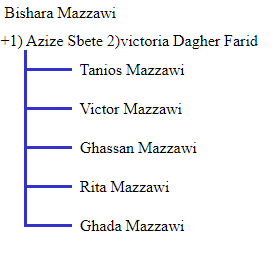 Bishara Mazzawi
+1) Azize Sbete 2)victoria Dagher Farid
Tanios Mazzawi
Victor Mazzawi
Ghassan Mazzawi
Rita Mazzawi
Ghada Mazzawi